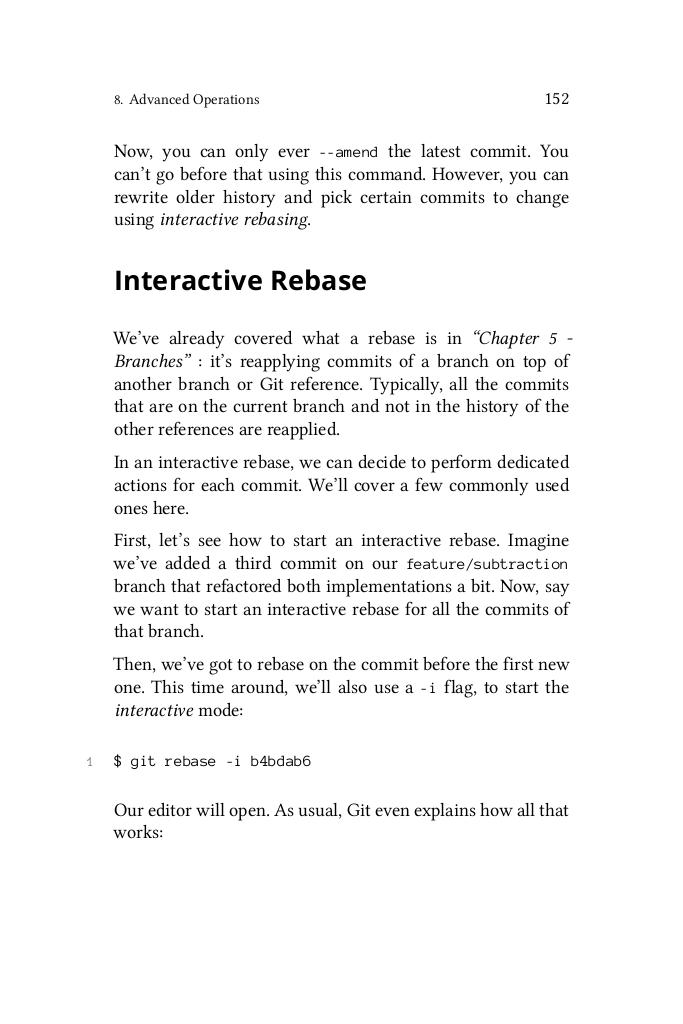 8. Advanced Operations 152
Now, you can only ever --amend the latest commit. You
can’t go before that using this command. However, you can
rewrite older history and pick certain commits to change
using interactive rebasing.
Interactive Rebase
We’ve already covered what a rebase is in “Chapter 5 -
Branches” : it’s reapplying commits of a branch on top of
another branch or Git reference. Typically, all the commits
that are on the current branch and not in the history of the
other references are reapplied.
In an interactive rebase, we can decide to perform dedicated
actions for each commit. We’ll cover a few commonly used
ones here.
First, let’s see how to start an interactive rebase. Imagine
we’ve added a third commit on our feature/subtraction
branch that refactored both implementations a bit. Now, say
we want to start an interactive rebase for all the commits of
that branch.
Then, we’ve got to rebase on the commit before the first new
one. This time around, we’ll also use a -i flag, to start the
interactive mode:
1 $ git rebase -i b4bdab6
Our editor will open. As usual, Git even explains how all that
works: